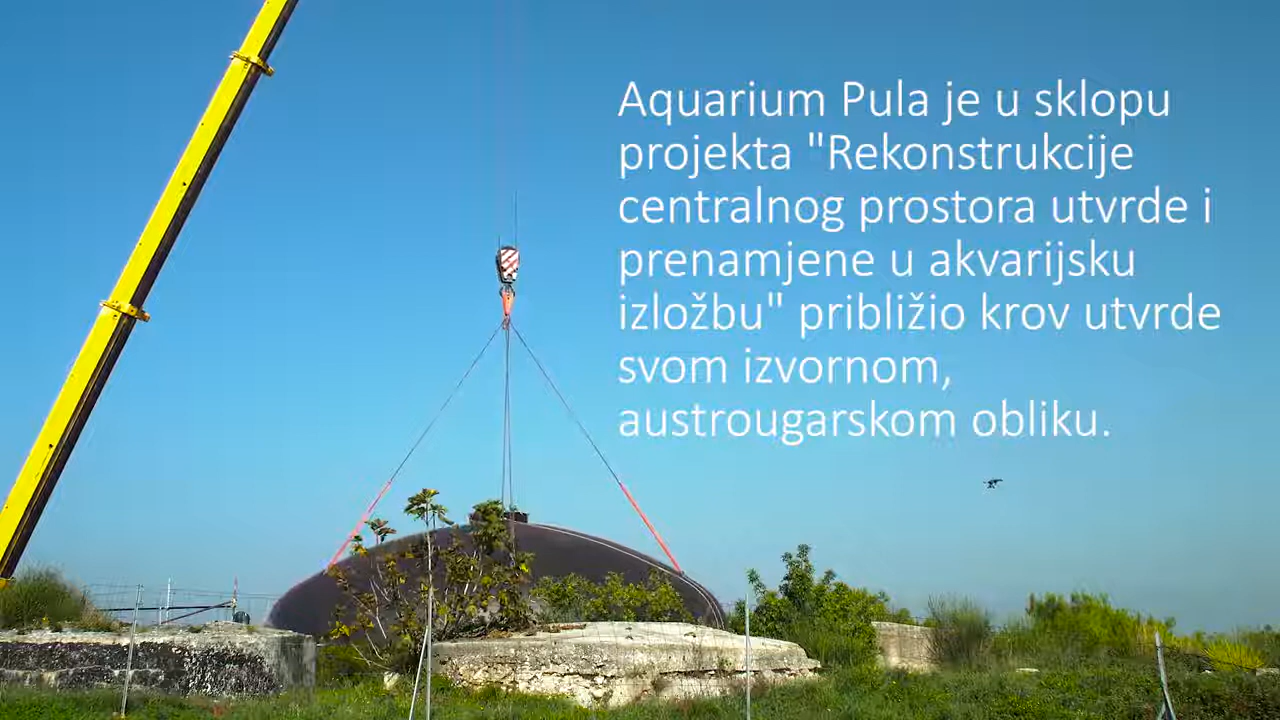 Aquarium Pula je u sklopu
projekta "Rekonstrukcije
centralnog prostora utvrde i
prenamjene u akvarijsku
izložbu" približio krov utvrde
svom izvornom,
austrougarskom obliku.